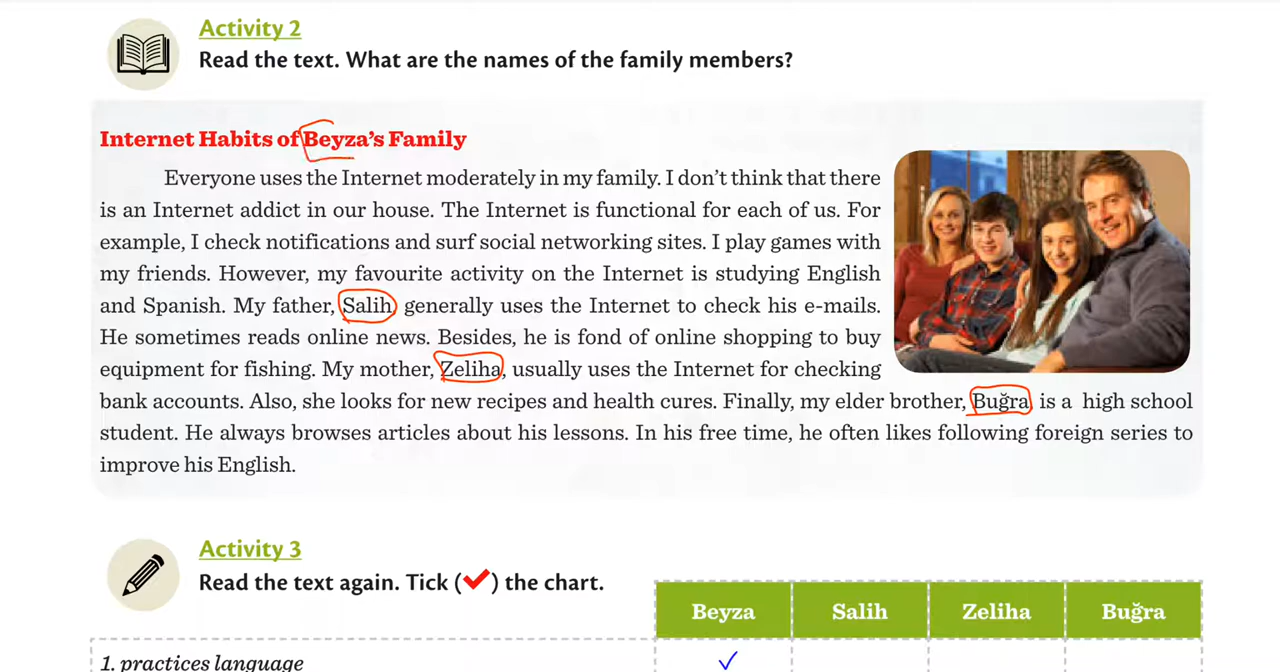 Activity 2
Read the text. What are the names of the family members?
Internet Habits of Beyza's Family
Everyone uses the Internet moderately in my family. I don't think that there
is an Internet addict in our house. The Internet is functional for each of us. For
example, I check notifications and surf social networking sites. I play games with
my friends. However, my favourite activity on the Internet is studying English
and Spanish. My father, Salih, generally uses the Internet to check his e-mails.
He sometimes reads online news. Besides, he is fond of online shopping to buy
equipment for fishing. My mother, Zeliha, usually uses the Internet for checking
bank accounts. Also, she looks for new recipes and health cures. Finally, my elder brother, Buğra, is a high school
student. He always browses articles about his lessons. In his free time, he often likes following foreign series to
improve his English.
Activity 3
Read the text again. Tick (✔) the chart.
Beyza Salih Zeliha Buğra
1. practices language ✓